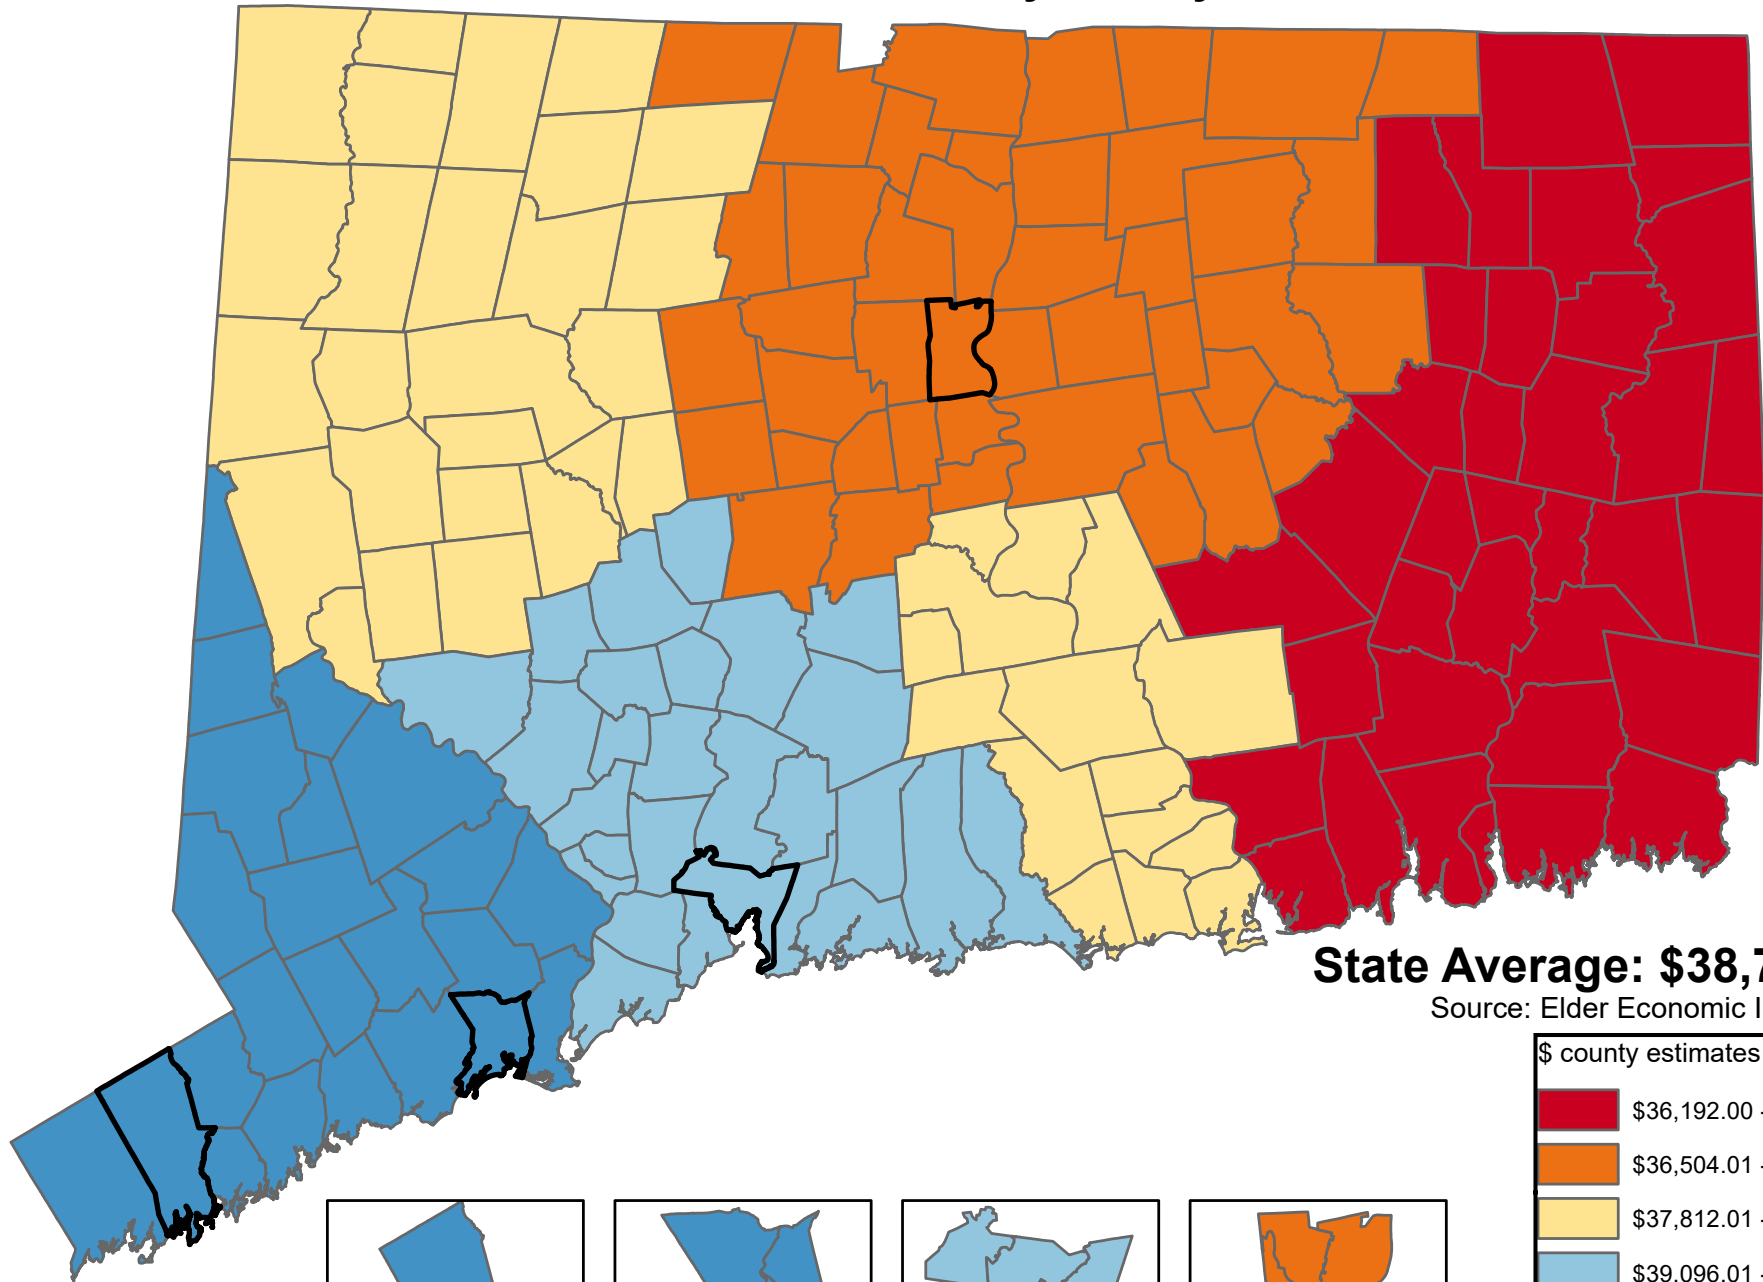 State Average: $38,7
Source: Elder Economic I
$ county estimates
$36,192.00 -
$36,504.01 -
$37,812.01 -
$39,096.01 -